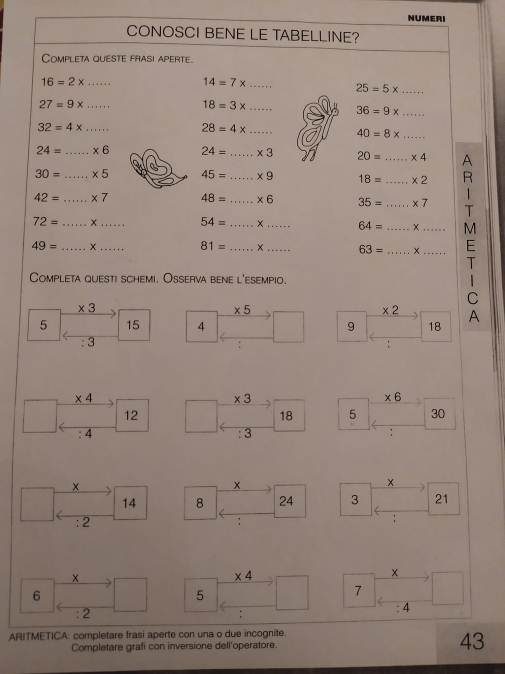 NUMERI
CONOSCI BENE LE TABELLINE?
COMPLETA QUESTE FRASI APERTE.
16 = 2 x ...... 14 = 7 x ...... 25 = 5 x ......
27 = 9 x ...... 18 = 3 x ...... 36 = 9 x ......
32 = 4 x ...... 28 = 4 x ...... 40 = 8 x ......
24 = ...... x 6 24 = ...... x 3 20 = ...... x 4
30 = ...... x 5 45 = ...... x 9 18 = ...... x 2
42 = ...... x 7 48 = ...... x 6 35 = ...... x 7
72 = ...... x ...... 54 = ...... x ...... 64 = ...... x ......
49 = ...... x ...... 81 = ...... x ...... 63 = ...... x ......
ARITMETICA
COMPLETA QUESTI SCHEMI. OSSERVA BENE L'ESEMPIO.
x 3 x 5 x 2
5 15 4 9 18
: 3 : :
x 4 x 3 x 6
12 18 5 30
: 4 : 3 :
x x x
14 8 24 3 21
: 2 : :
x x 4 x
6 5 7
: 2 : : 4
ARITMETICA: completare frasi aperte con una o due incognite.
Completare grafi con inversione dell'operatore.
43